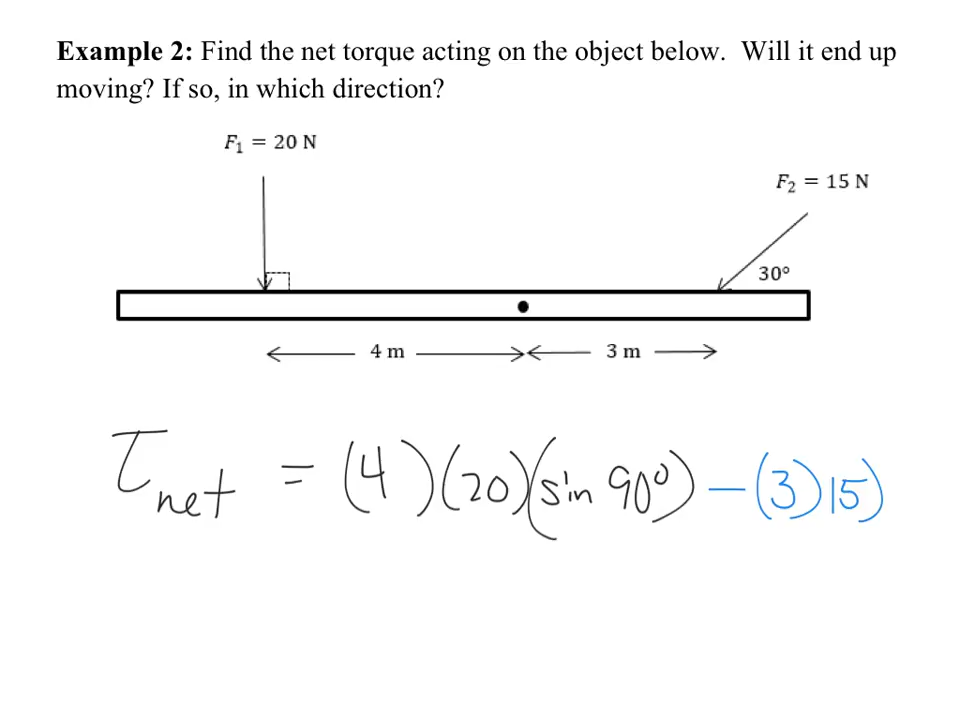 Example 2: Find the net torque acting on the object below. Will it end up
moving? If so, in which direction?
F₁ = 20 N
F₂ = 15 N
30°
4 m
3 m
τnet = (4)(20)(sin 90°) − (3)15)